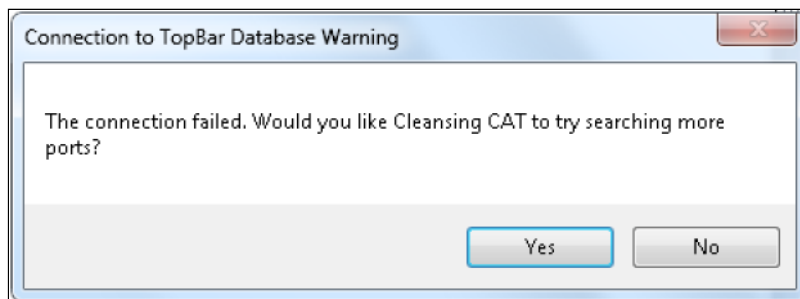 Connection to TopBar Database Warning
The connection failed. Would you like Cleansing CAT to try searching more
ports?
Yes No